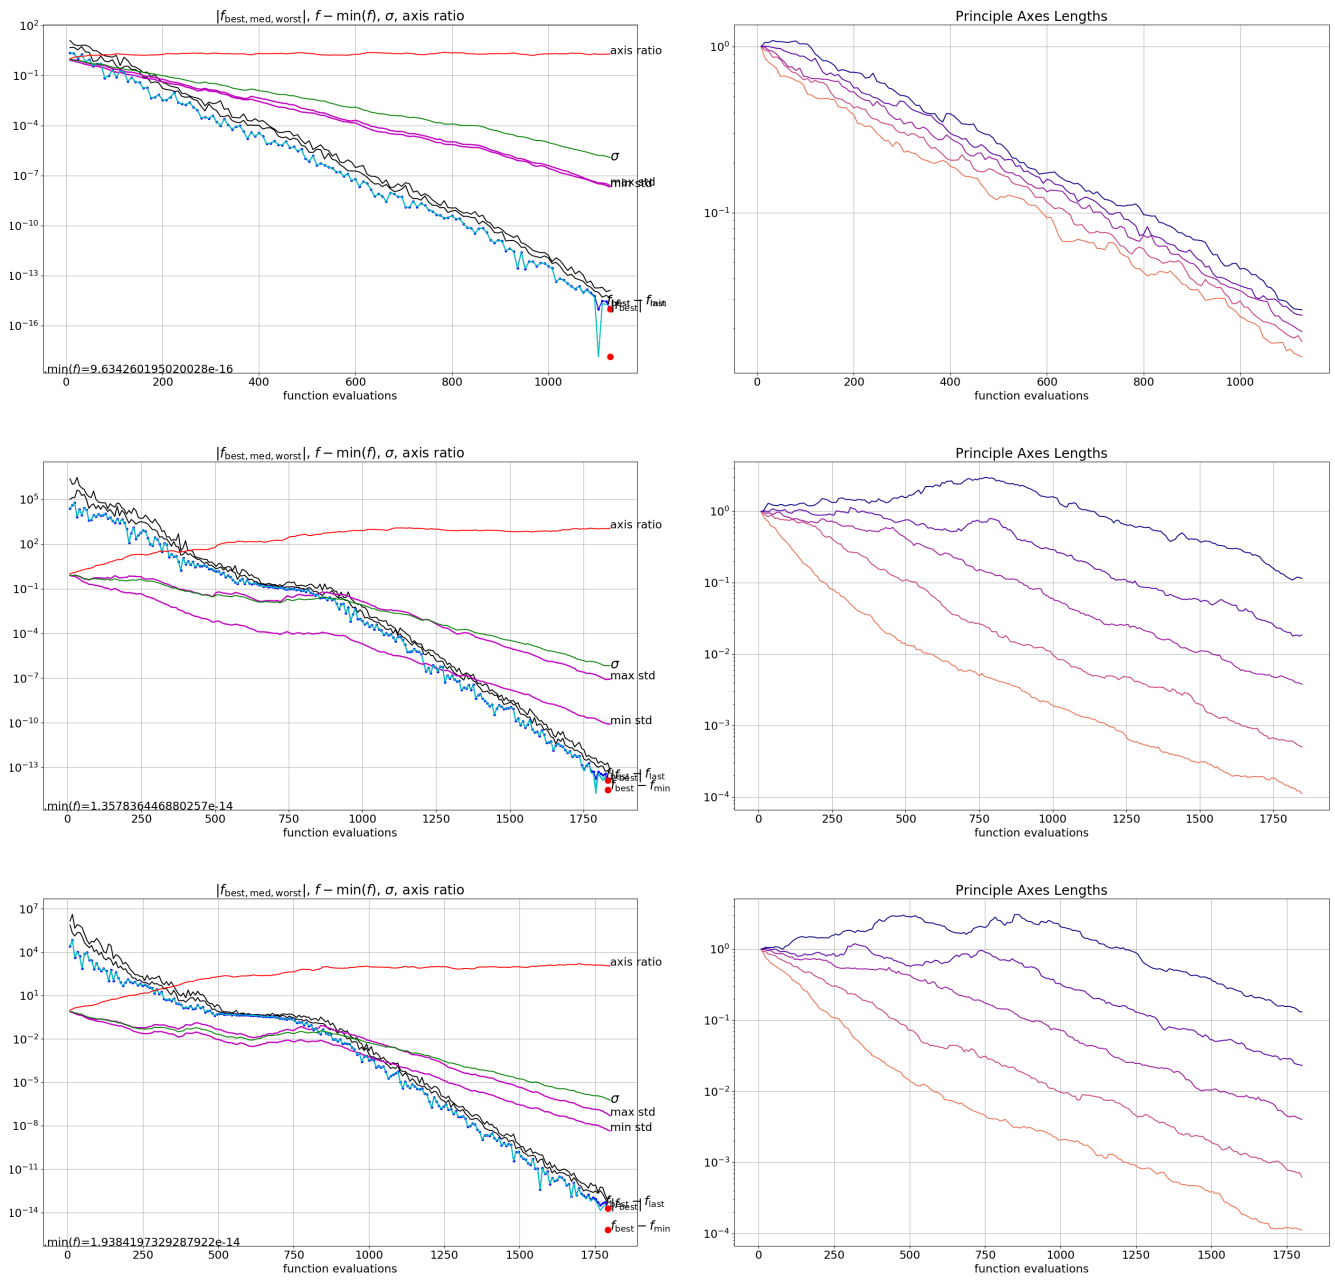 |f_best, med, worst|, f − min(f), σ, axis ratio
Principle Axes Lengths
10^2
10^-1
10^-4
10^-7
10^-10
10^-13
10^-16
axis ratio
σ
max std
min std
|f_best|
.min(f)=9.634260195020028e-16
0 200 400 600 800 1000
function evaluations
10^0
10^-1
0 200 400 600 800 1000
function evaluations
|f_best, med, worst|, f − min(f), σ, axis ratio
Principle Axes Lengths
10^5
10^2
10^-1
10^-4
10^-7
10^-10
10^-13
axis ratio
σ
max std
min std
f_best − f_last
|f_best|
f_best − f_min
.min(f)=1.357836446880257e-14
0 250 500 750 1000 1250 1500 1750
function evaluations
10^0
10^-1
10^-2
10^-3
10^-4
0 250 500 750 1000 1250 1500 1750
function evaluations
|f_best, med, worst|, f − min(f), σ, axis ratio
Principle Axes Lengths
10^7
10^4
10^1
10^-2
10^-5
10^-8
10^-11
10^-14
axis ratio
σ
max std
min std
f_best − f_last
|f_best|
f_best − f_min
.min(f)=1.9384197329287922e-14
0 250 500 750 1000 1250 1500 1750
function evaluations
10^0
10^-1
10^-2
10^-3
10^-4
0 250 500 750 1000 1250 1500 1750
function evaluations